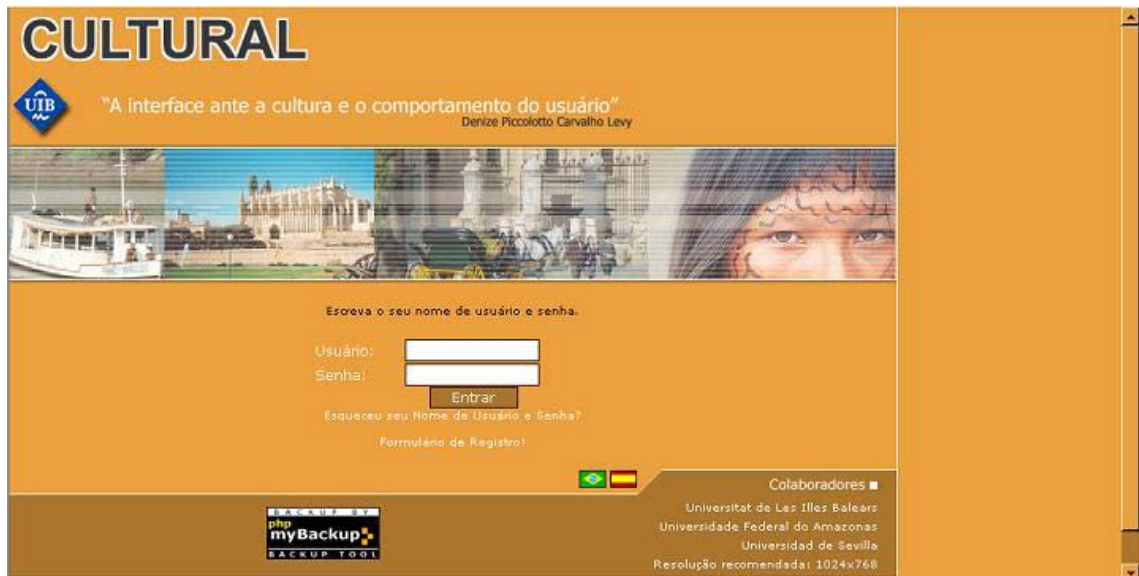 CULTURAL
UIB
"A interface ante a cultura e o comportamento do usuário"
Denize Piccolotto Carvalho Levy
Escreva o seu nome de usuário e senha.
Usuário:
Senha:
Entrar
Esqueceu seu Nome de Usuário e Senha?
Formulário de Registro!
Colaboradores
Universitat de Les Illes Balears
Universidade Federal do Amazonas
Universidad de Sevilla
Resolução recomendada: 1024x768
BACKUP BY
php
myBackup
BACKUP TOOL